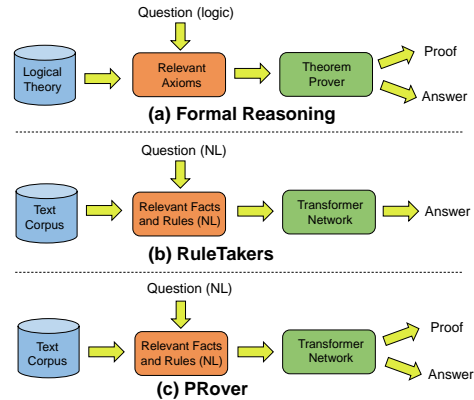 Question (logic)
Logical
Theory
Relevant
Axioms
Theorem
Prover
Proof
Answer
(a) Formal Reasoning
Question (NL)
Text
Corpus
Relevant Facts
and Rules (NL)
Transformer
Network
Answer
(b) RuleTakers
Question (NL)
Text
Corpus
Relevant Facts
and Rules (NL)
Transformer
Network
Proof
Answer
(c) PRover